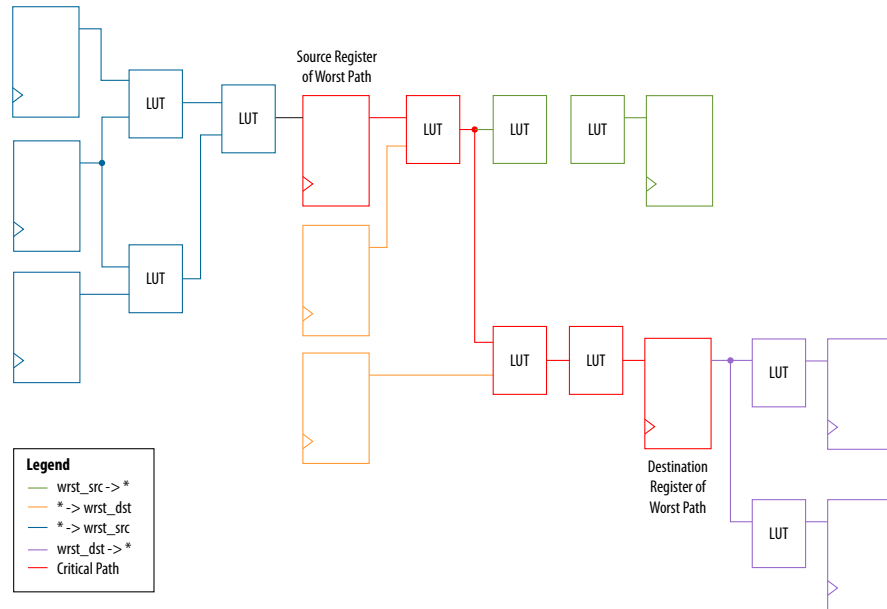 Source Register
of Worst Path
LUT
LUT
LUT
LUT
LUT
LUT
LUT
LUT
LUT
LUT
LUT
Destination
Register of
Worst Path
Legend
wrst_src -> *
* -> wrst_dst
* -> wrst_src
wrst_dst -> *
Critical Path